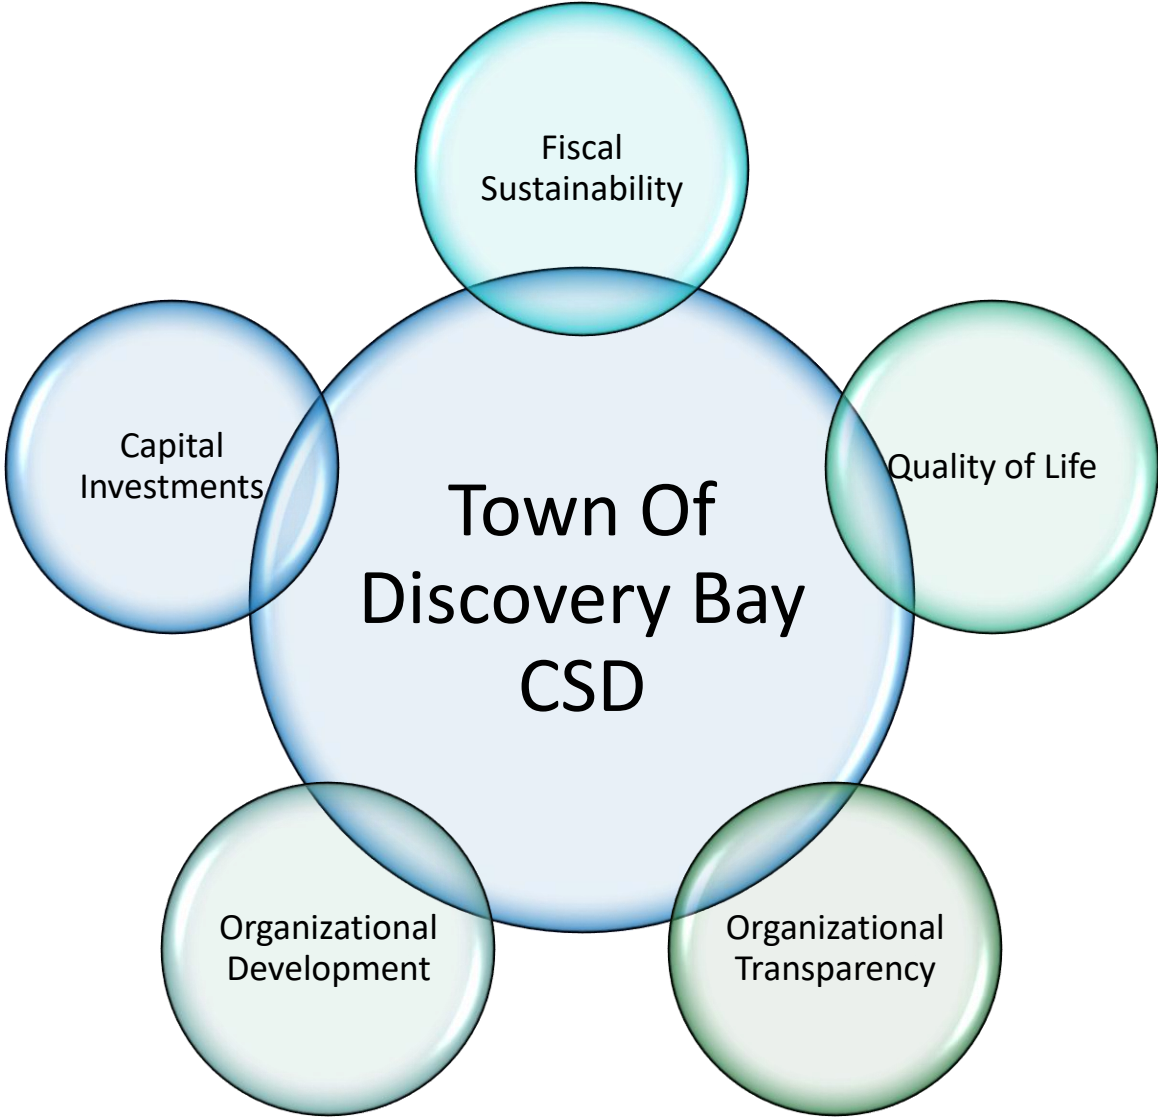 Fiscal
Sustainability
Capital
Investments
Quality of Life
Town Of
Discovery Bay
CSD
Organizational
Development
Organizational
Transparency